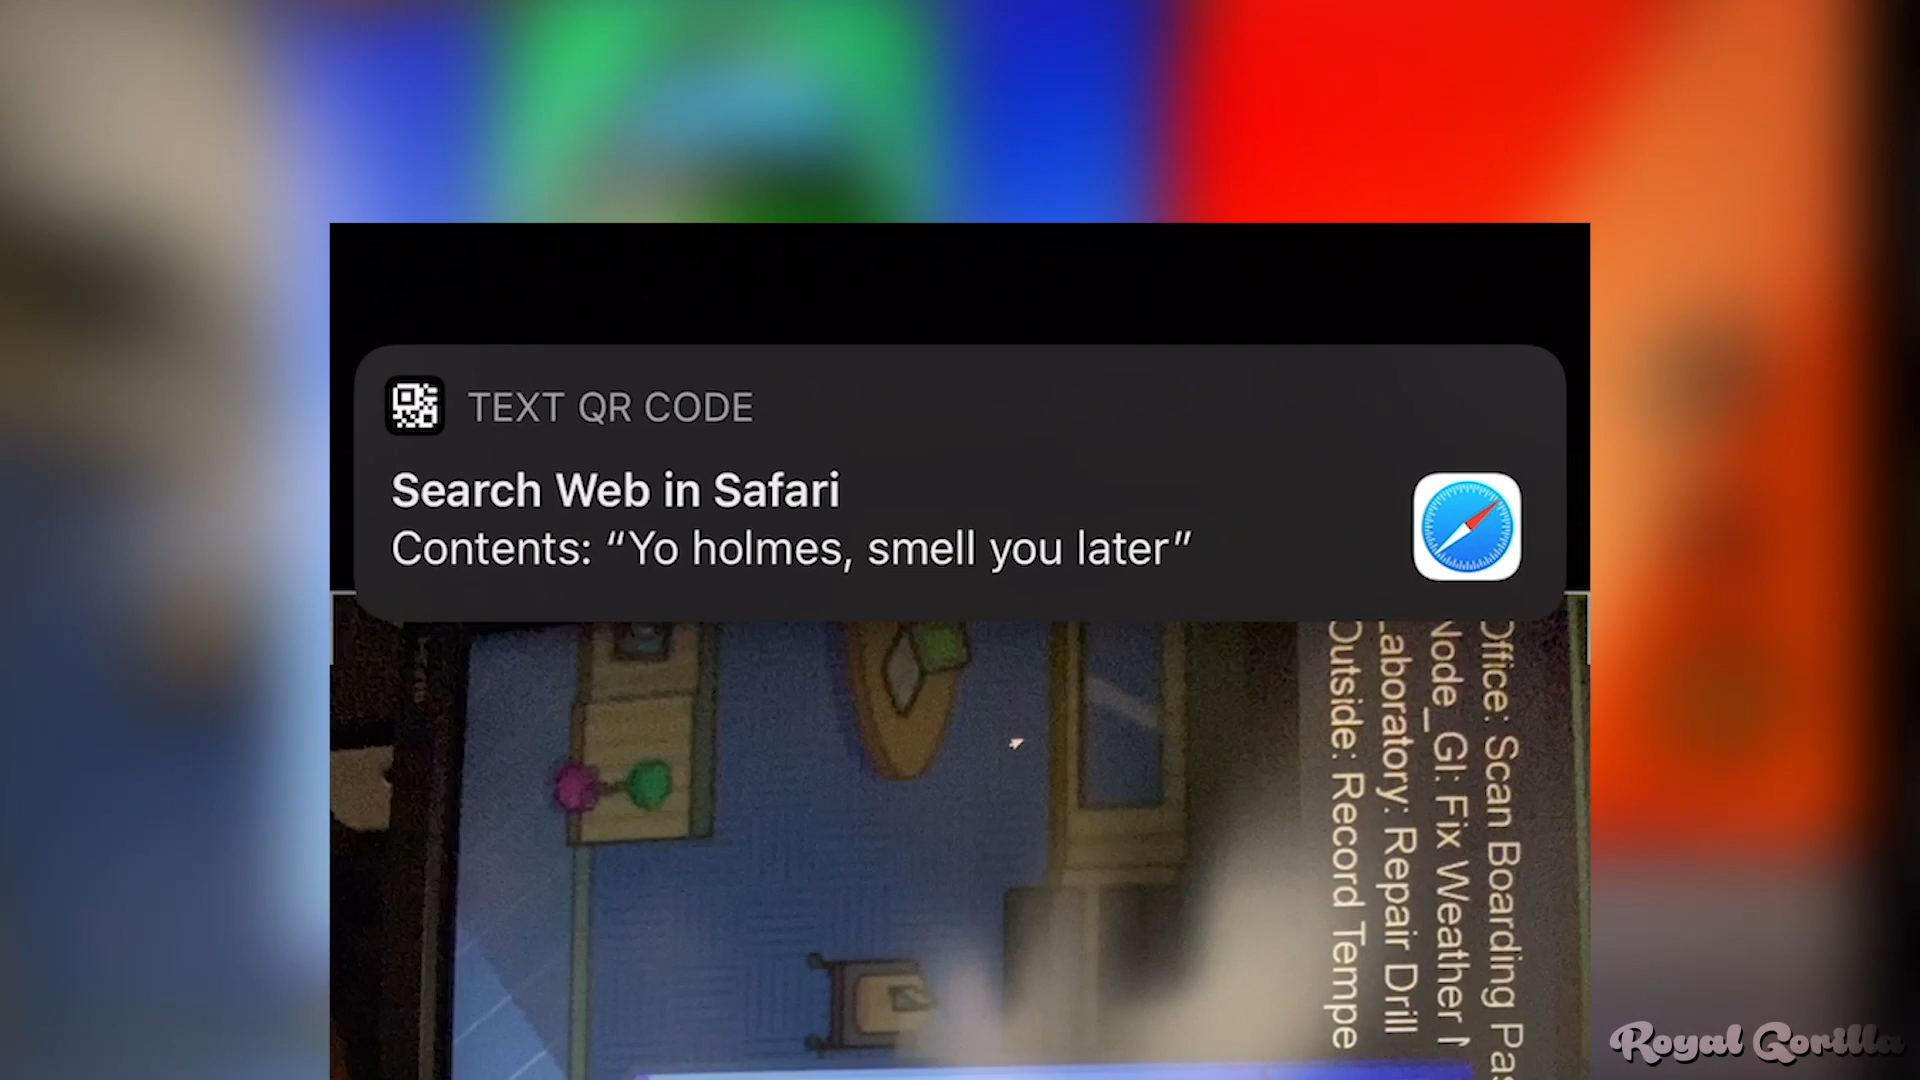 TEXT QR CODE
Search Web in Safari
Contents: “Yo holmes, smell you later”
Office: Scan Boarding Pas
Node_GI: Fix Weather
Laboratory: Repair Drill
Outside: Record Tempe
Royal Gorilla